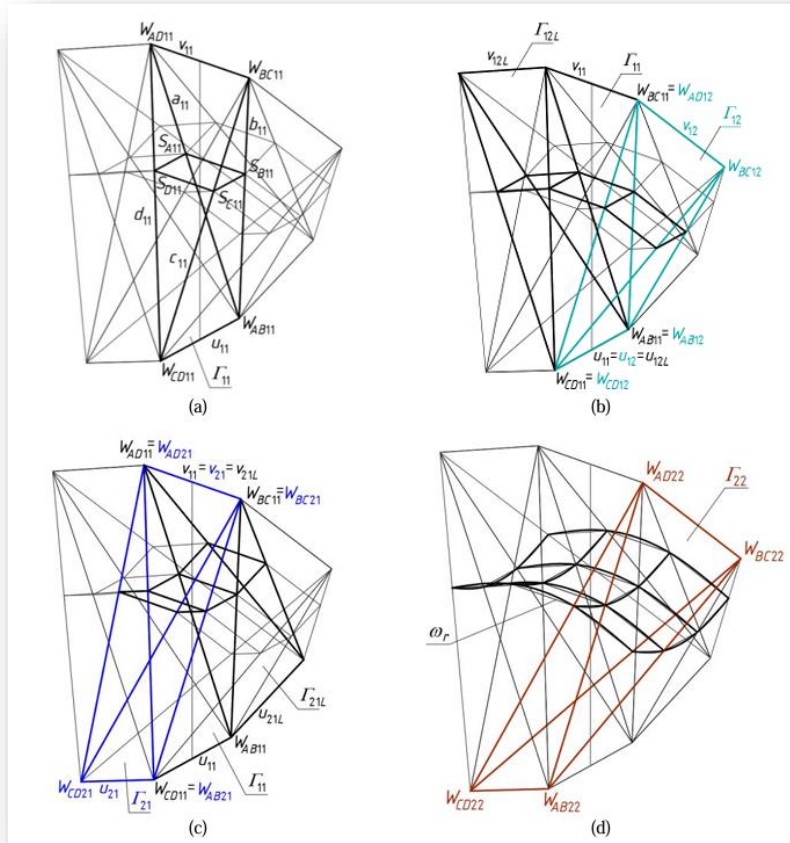 W_AD11
v_11
W_BC11
a_11
b_11
S_A11
S_B11
S_D11
S_C11
d_11
c_11
W_AB11
u_11
W_CD11
Γ_11
(a)
Γ_12L
v_12L
v_11
Γ_11
W_BC11=W_AD12
Γ_12
v_12
W_BC12
W_AB11=W_AB12
u_11=u_12=u_12L
W_CD11=W_CD12
(b)
W_AD11=W_AD21
v_11=v_21=v_21L
W_BC11=W_BC21
Γ_21L
u_21L
W_AB11
u_11
W_CD21 u_21
Γ_21
W_CD11=W_AB21
Γ_11
(c)
W_AD22
Γ_22
W_BC22
ω_r
W_CD22
W_AB22
(d)